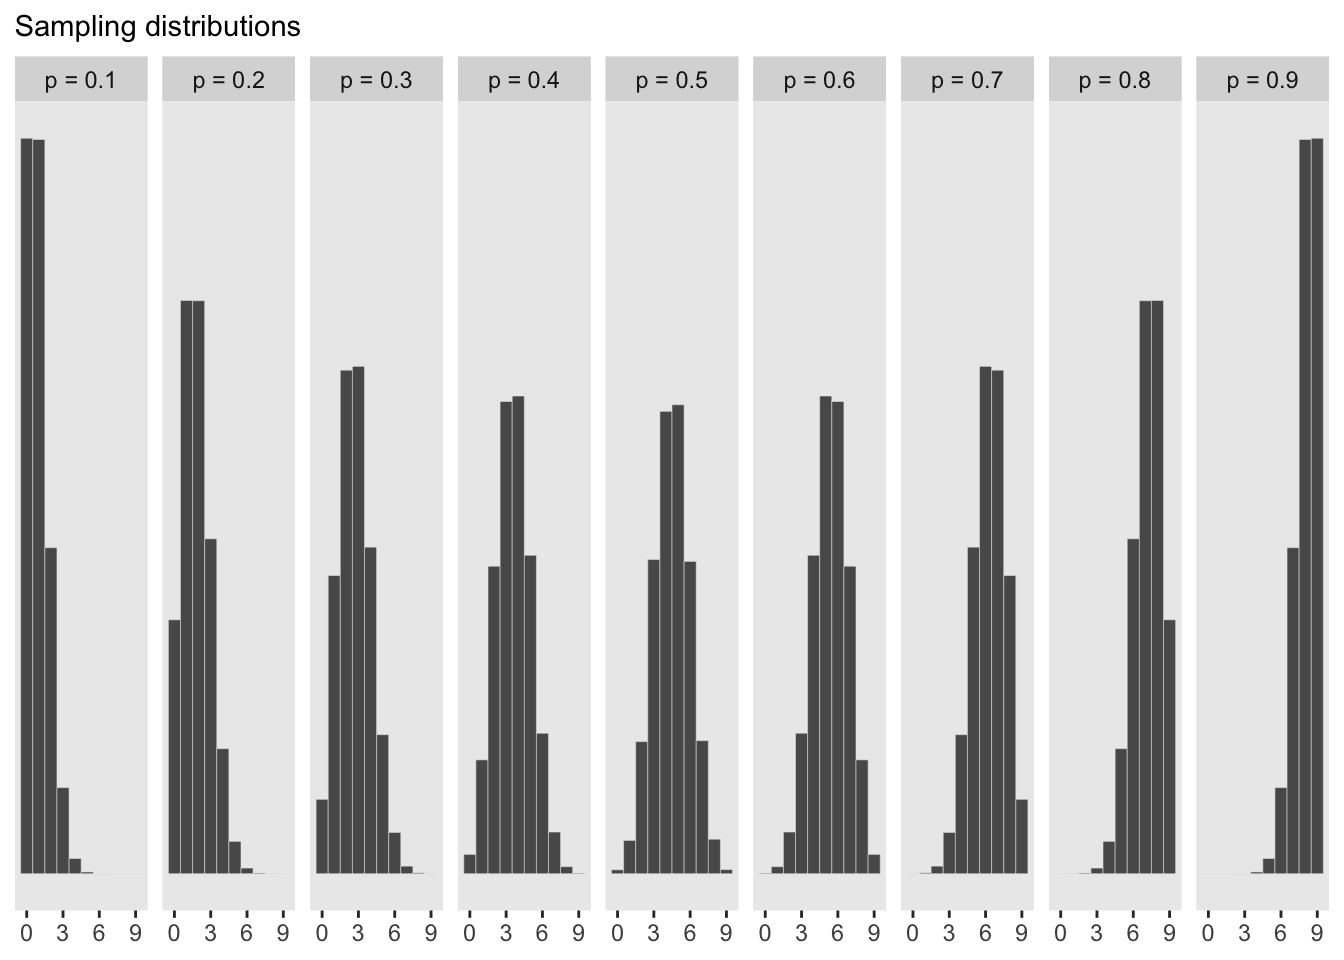 Sampling distributions
p = 0.1 p = 0.2 p = 0.3 p = 0.4 p = 0.5 p = 0.6 p = 0.7 p = 0.8 p = 0.9
0 3 6 9 0 3 6 9 0 3 6 9 0 3 6 9 0 3 6 9 0 3 6 9 0 3 6 9 0 3 6 9 0 3 6 9